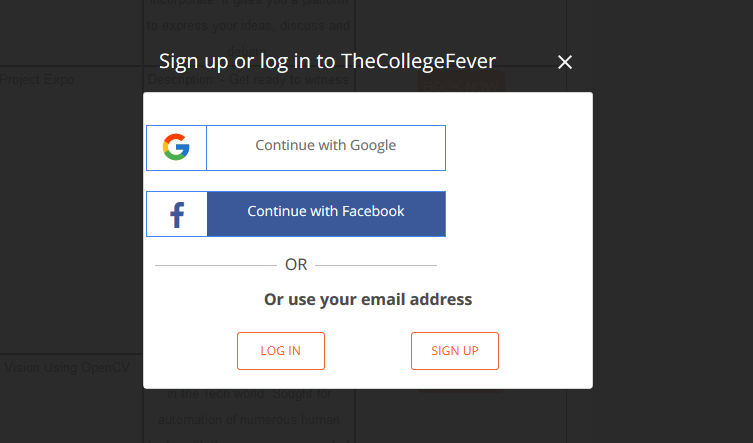 incorporate. It gives you a platform
to express your ideas, discuss and
Sign up or log in to TheCollegeFever
Project Expo
Description - Get ready to witness
Continue with Google
Continue with Facebook
OR
Or use your email address
LOG IN
SIGN UP
Vision Using OpenCV
in the Tech world. Sought for
automation of numerous human